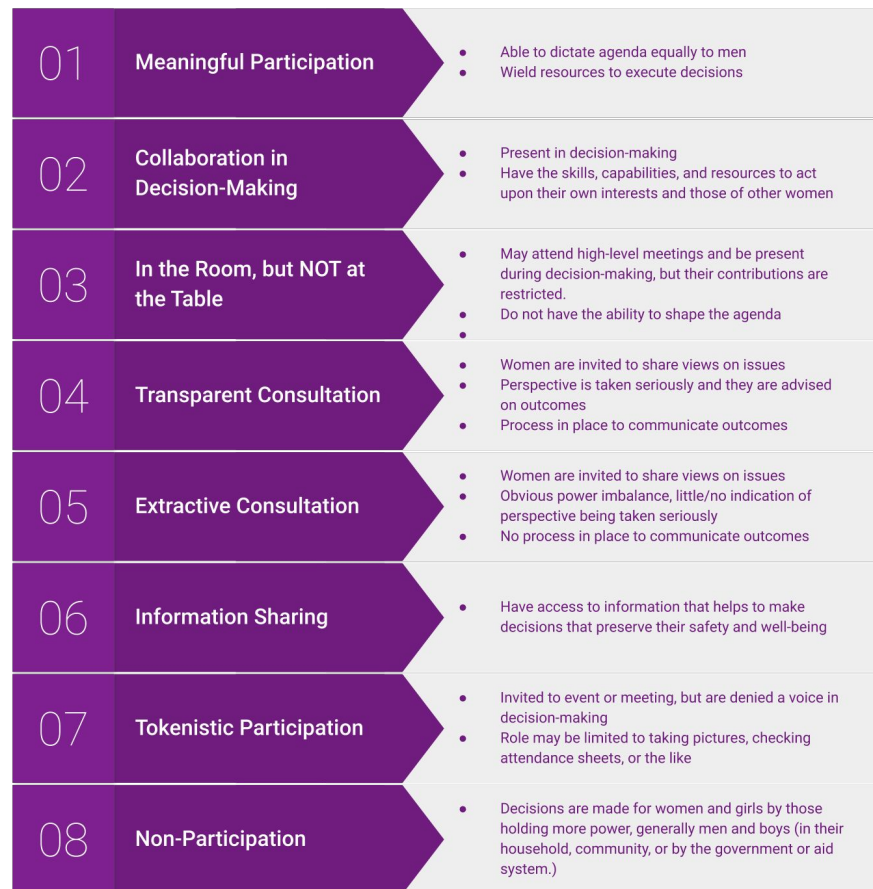 01
Meaningful Participation
● Able to dictate agenda equally to men
● Wield resources to execute decisions
02
Collaboration in
Decision-Making
● Present in decision-making
● Have the skills, capabilities, and resources to act
upon their own interests and those of other women
03
In the Room, but NOT at
the Table
● May attend high-level meetings and be present
during decision-making, but their contributions are
restricted.
● Do not have the ability to shape the agenda
●
04
Transparent Consultation
● Women are invited to share views on issues
● Perspective is taken seriously and they are advised
on outcomes
● Process in place to communicate outcomes
05
Extractive Consultation
● Women are invited to share views on issues
● Obvious power imbalance, little/no indication of
perspective being taken seriously
● No process in place to communicate outcomes
06
Information Sharing
● Have access to information that helps to make
decisions that preserve their safety and well-being
07
Tokenistic Participation
● Invited to event or meeting, but are denied a voice in
decision-making
● Role may be limited to taking pictures, checking
attendance sheets, or the like
08
Non-Participation
● Decisions are made for women and girls by those
holding more power, generally men and boys (in their
household, community, or by the government or aid
system.)